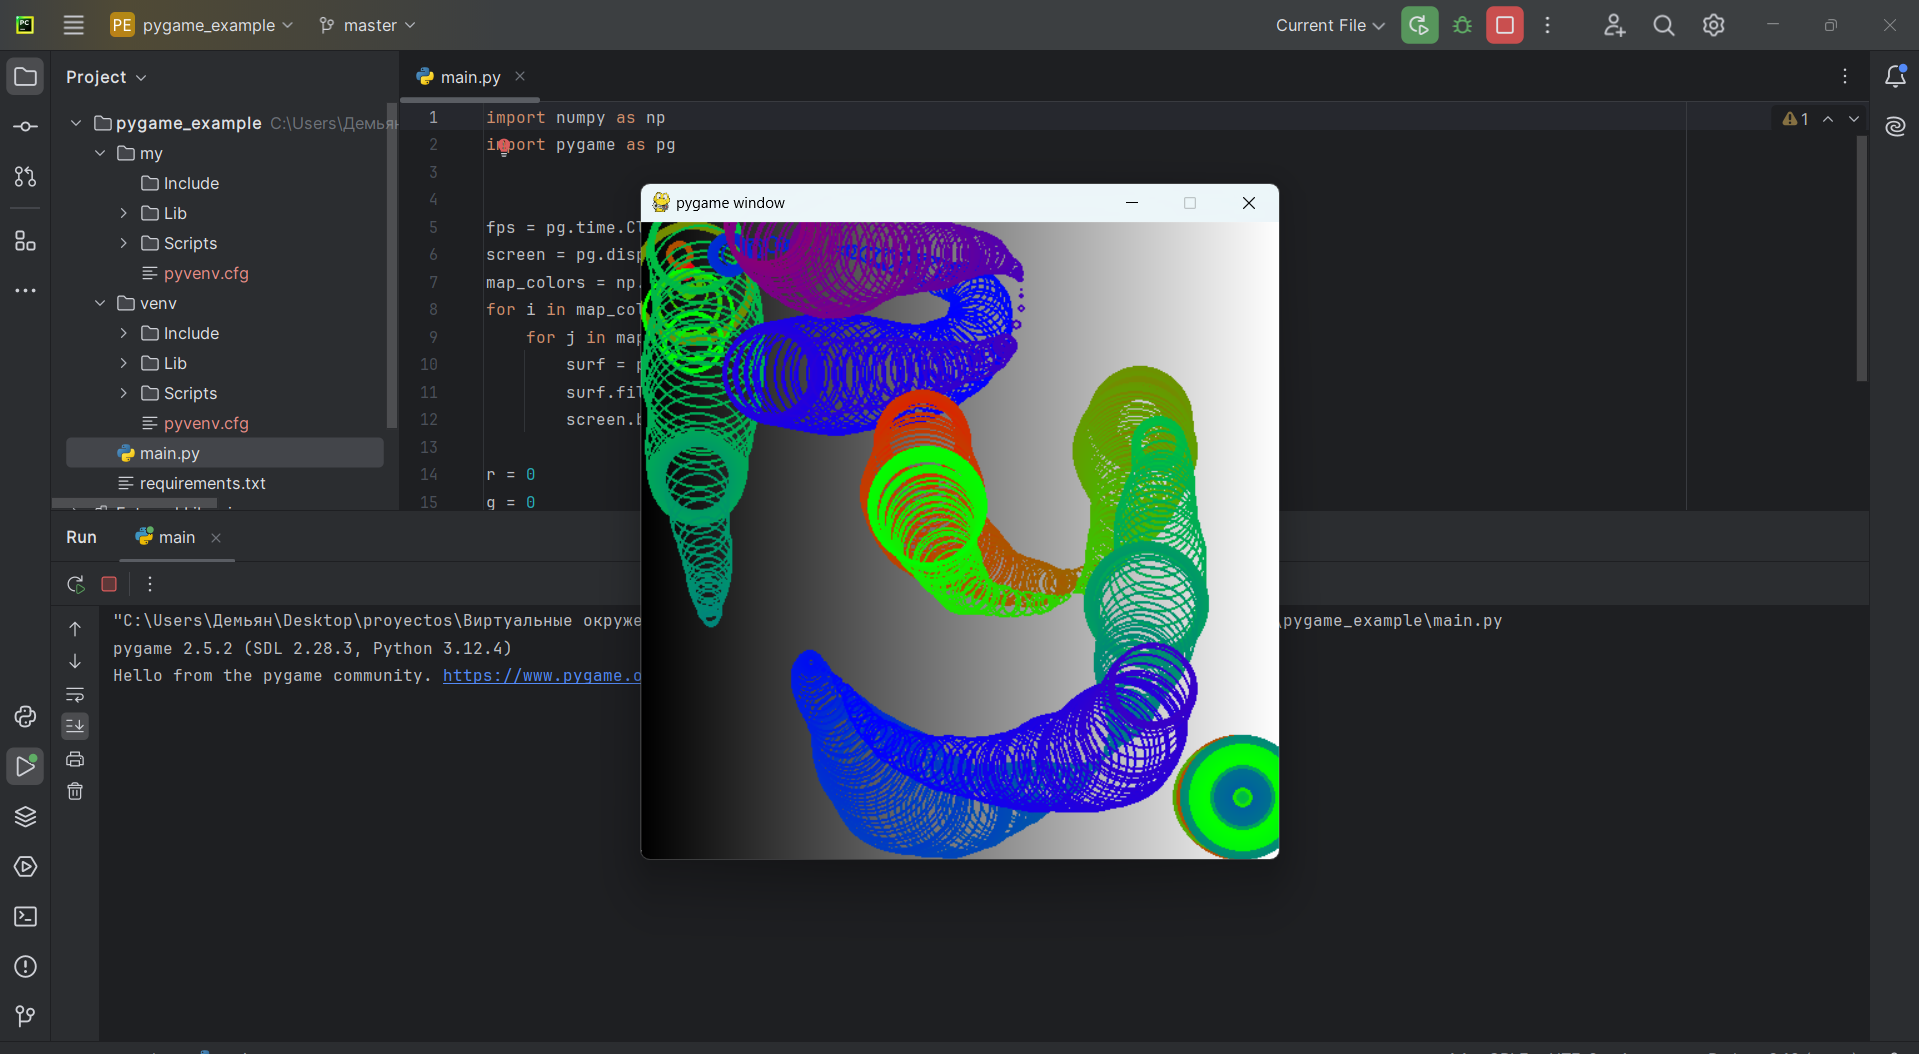 PE pygame_example master Current File
Project
main.py
pygame_example C:\Users\Демьян
my
Include
Lib
Scripts
pyvenv.cfg
venv
Include
Lib
Scripts
pyvenv.cfg
main.py
requirements.txt
1 import numpy as np
2 import pygame as pg
3
4
5 fps = pg.time.Cl
6 screen = pg.disp
7 map_colors = np.
8 for i in map_col
9 for j in map
10 surf = p
11 surf.fil
12 screen.b
13
14 r = 0
15 g = 0
1
pygame window
Run main
"C:\Users\Демьян\Desktop\proyectos\Виртуальные окруже
\pygame_example\main.py
pygame 2.5.2 (SDL 2.28.3, Python 3.12.4)
Hello from the pygame community. https://www.pygame.o